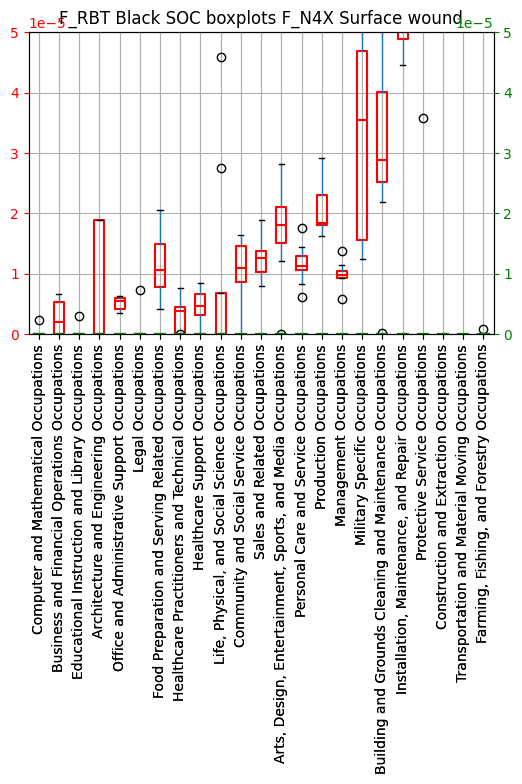 F_RBT Black SOC boxplots F_N4X Surface wound
1e−5
1e−5
5
4
3
2
1
0
5
4
3
2
1
0
Computer and Mathematical Occupations
Business and Financial Operations Occupations
Educational Instruction and Library Occupations
Architecture and Engineering Occupations
Office and Administrative Support Occupations
Legal Occupations
Food Preparation and Serving Related Occupations
Healthcare Practitioners and Technical Occupations
Healthcare Support Occupations
Life, Physical, and Social Science Occupations
Community and Social Service Occupations
Sales and Related Occupations
Arts, Design, Entertainment, Sports, and Media Occupations
Personal Care and Service Occupations
Production Occupations
Management Occupations
Military Specific Occupations
Building and Grounds Cleaning and Maintenance Occupations
Installation, Maintenance, and Repair Occupations
Protective Service Occupations
Construction and Extraction Occupations
Transportation and Material Moving Occupations
Farming, Fishing, and Forestry Occupations